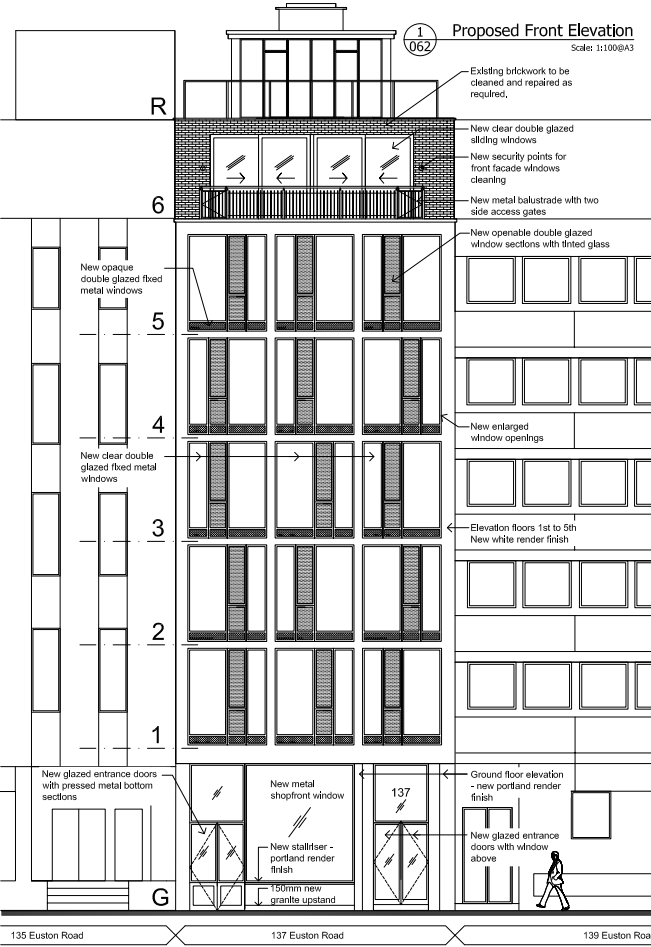 1
062
Proposed Front Elevation
Scale: 1:100@A3
R
Existing brickwork to be
cleaned and repaired as
required.
New clear double glazed
sliding windows
New security points for
front facade windows
cleaning
6
New metal balustrade with two
side access gates
New openable double glazed
window sections with tinted glass
New opaque
double glazed fixed
metal windows
5
4
New enlarged
window openings
New clear double
glazed fixed metal
windows
3
Elevation floors 1st to 5th
New white render finish
2
1
New glazed entrance doors
with pressed metal bottom
sections
New metal
shopfront window
137
Ground floor elevation
- new portland render
finish
New stallriser -
portland render
finish
New glazed entrance
doors with window
above
150mm new
granite upstand
G
135 Euston Road
137 Euston Road
139 Euston Roa